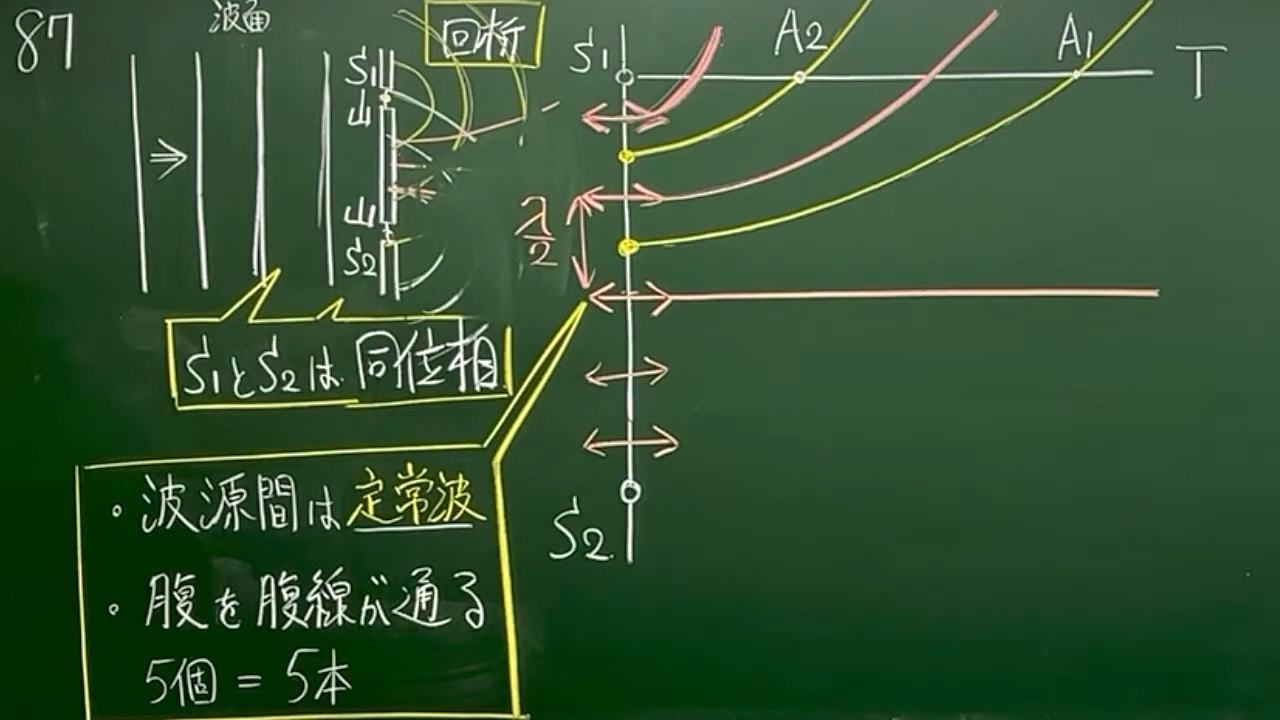 87
波面
回折
S1
山
山
S2
S1とS2は同位相
・波源間は定常波
・腹を腹線が通る
5個 = 5本
S1
A2
A1
T
λ/2
S2